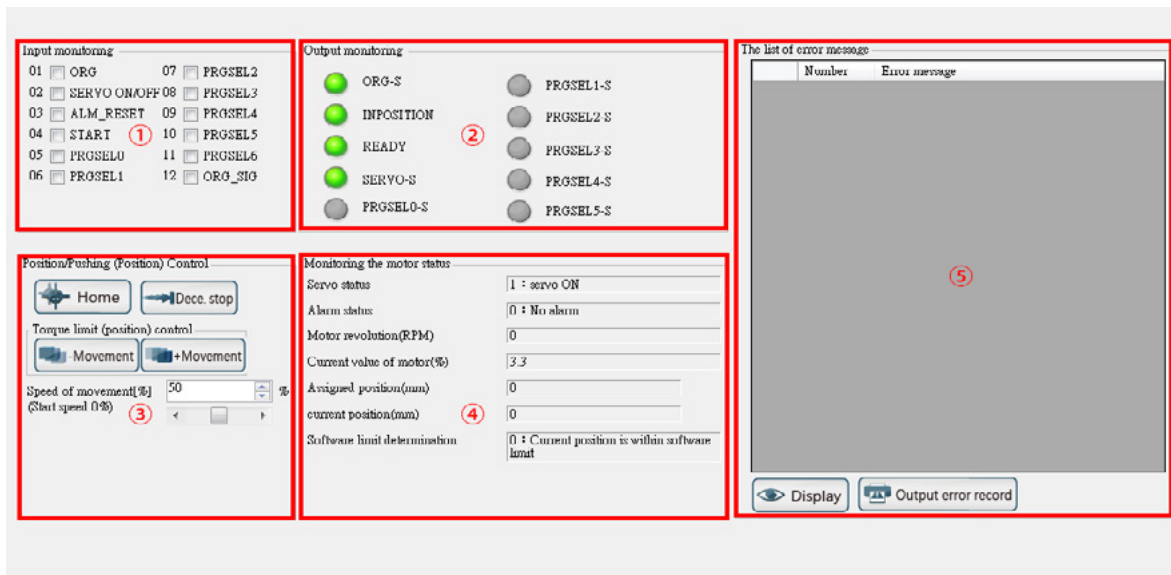 Input monitoring
01 ORG 07 PRGSEL2
02 SERVO ON/OFF 08 PRGSEL3
03 ALM_RESET 09 PRGSEL4
04 START ① 10 PRGSEL5
05 PRGSEL0 11 PRGSEL6
06 PRGSEL1 12 ORG_SIG
Output monitoring
ORG-S PRGSEL1-S
INPOSITION ② PRGSEL2-S
READY PRGSEL3-S
SERVO-S PRGSEL4-S
PRGSEL0-S PRGSEL5-S
Position/Pushing (Position) Control
Home Dece. stop
Torque limit (position) control
-Movement +Movement
Speed of movement[%] 50 %
(Start speed 0%) ③
Monitoring the motor status
Servo status 1 : servo ON
Alarm status 0 : No alarm
Motor revolution(RPM) 0
Current value of motor(%) 3.3
Assigned position(mm) 0
current position(mm) ④ 0
Software limit determination 0 : Current position is within software
limit
The list of error message
Number Error message
⑤
Display Output error record